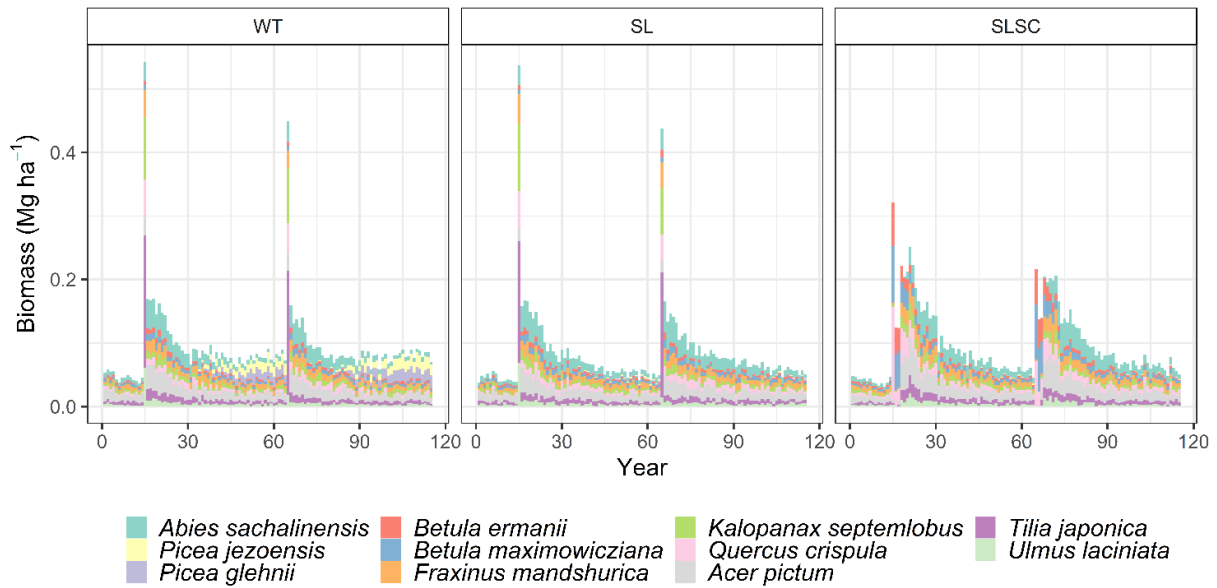 WT SL SLSC
Biomass (Mg ha⁻¹)
0.4
0.2
0.0
0 30 60 90 120 0 30 60 90 120 0 30 60 90 120
Year
Abies sachalinensis Betula ermanii Kalopanax septemlobus Tilia japonica
Picea jezoensis Betula maximowicziana Quercus crispula Ulmus laciniata
Picea glehnii Fraxinus mandshurica Acer pictum